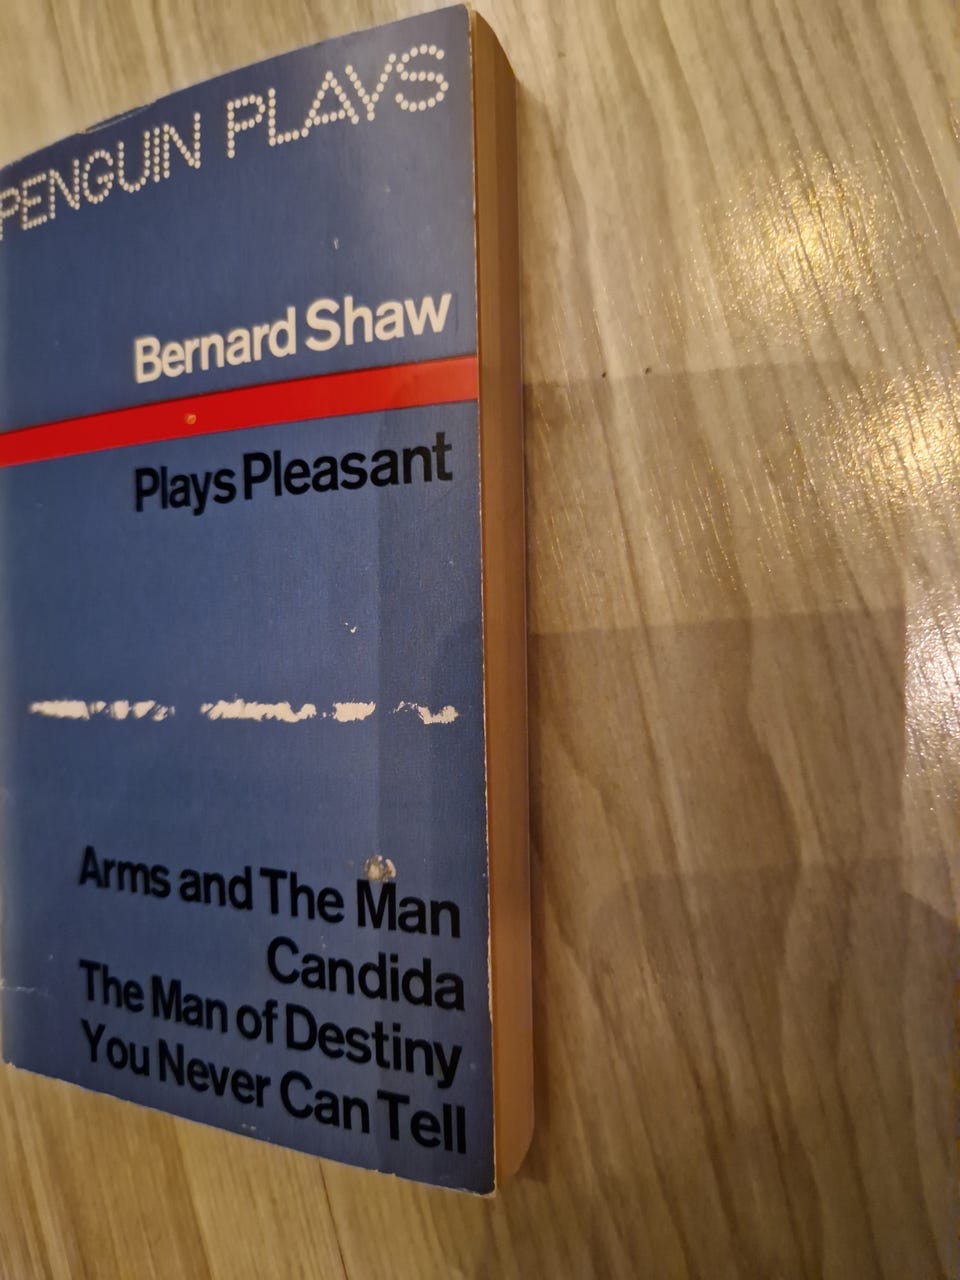 PENGUIN PLAYS
Bernard Shaw
Plays Pleasant
Arms and The Man
Candida
The Man of Destiny
You Never Can Tell